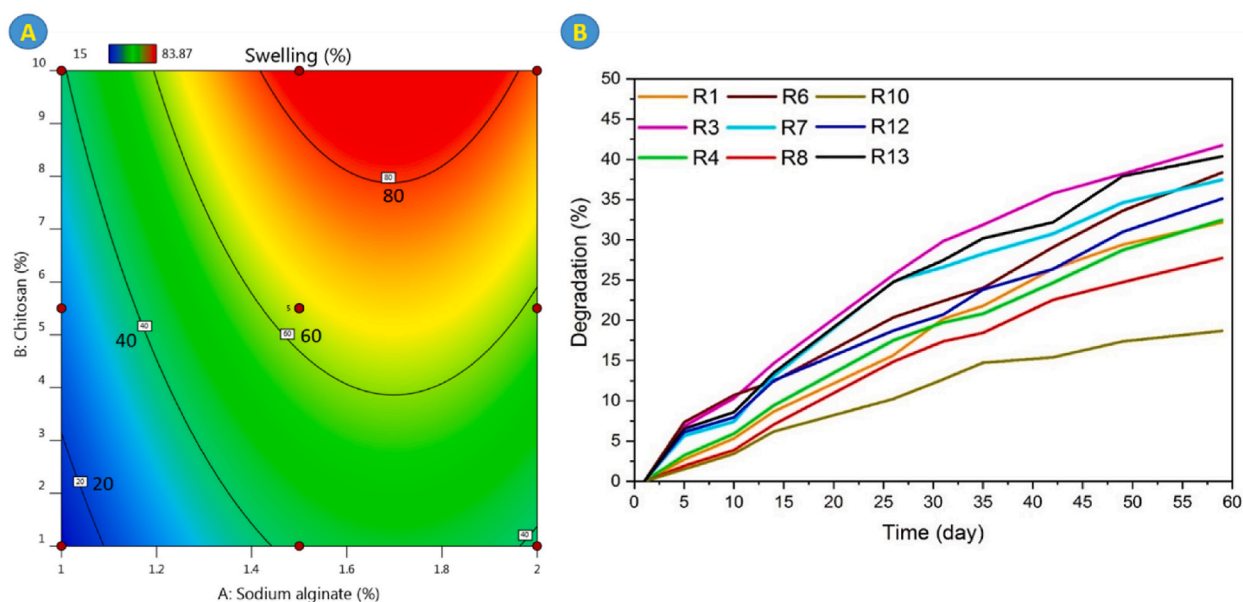 A
15
83.87
Swelling (%)
10
9
8
7
6
5
4
3
2
1
B: Chitosan (%)
80
80
5
60
60
40
40
20
20
40
1
1.2
1.4
1.6
1.8
2
A: Sodium alginate (%)
B
50
45
40
35
30
25
20
15
10
5
0
Degradation (%)
R1
R6
R10
R3
R7
R12
R4
R8
R13
0 5 10 15 20 25 30 35 40 45 50 55 60
Time (day)